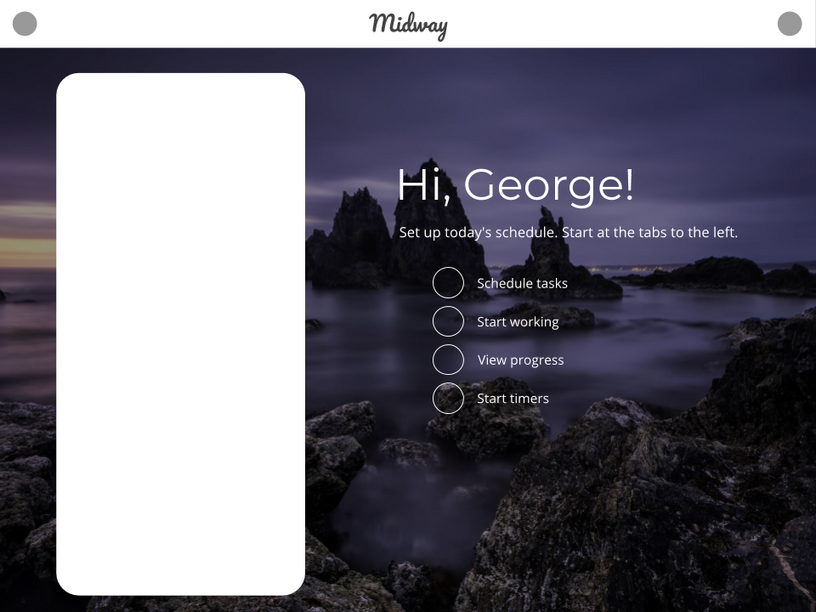 Midway
Hi, George!
Set up today's schedule. Start at the tabs to the left.
Schedule tasks
Start working
View progress
Start timers